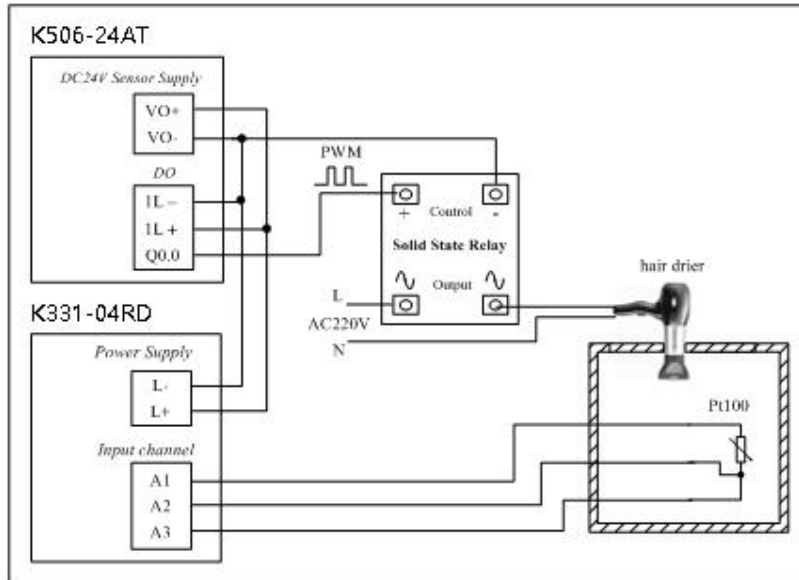 K506-24AT
DC24V Sensor Supply
VO+
VO-
DO
1L –
1L +
Q0.0
PWM
+ Control -
Solid State Relay
Output
L
AC220V
N
hair drier
K331-04RD
Power Supply
L-
L+
Input channel
A1
A2
A3
Pt100